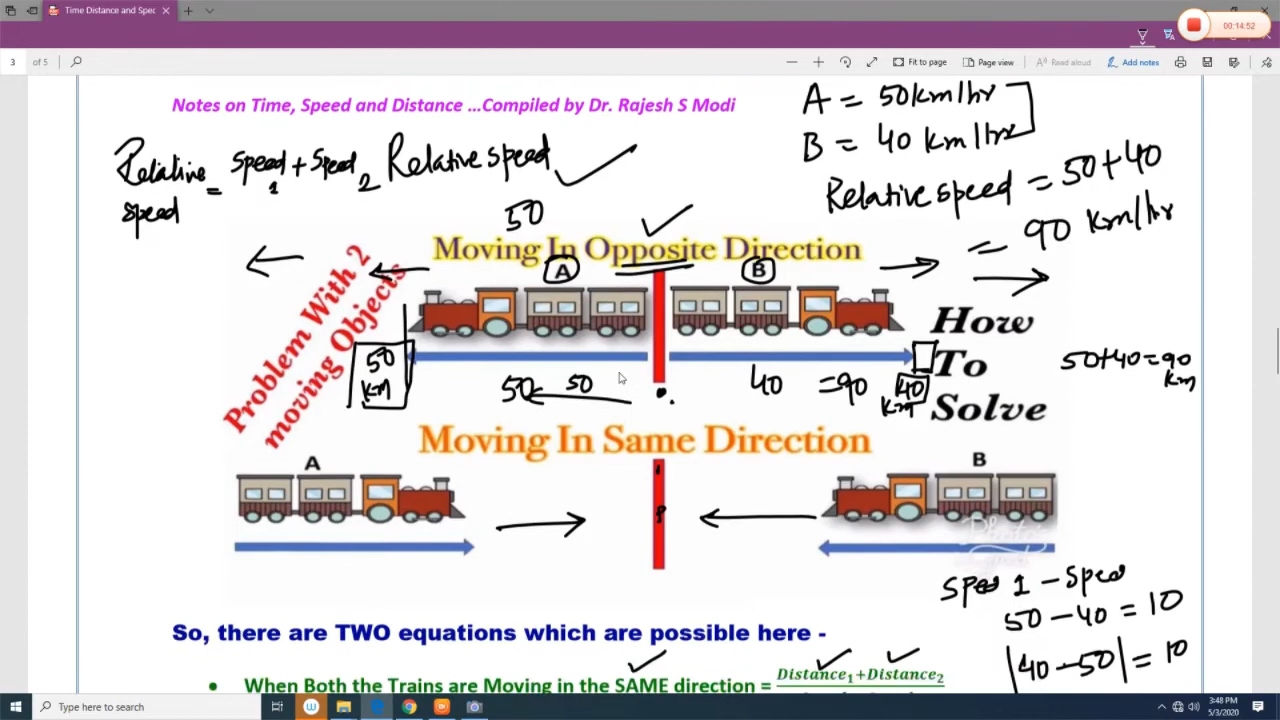 Time Distance and Spec
00:14:52
3 of 5
Fit to page
Page view
Read aloud
Add notes
Notes on Time, Speed and Distance ...Compiled by Dr. Rajesh S Modi
A = 50 km/hr
B = 40 km/hr
Relative speed = speed 1 + speed 2
Relative speed
Relative speed = 50+40
= 90 km/hr
50
Moving In Opposite Direction
A
B
Problem With 2
moving Objects
How
To
Solve
50 km
50
50
40
=90
40 km
50+40=90 km
Moving In Same Direction
A
B
1 -
50-40=10
|40-50|=10
So, there are TWO equations which are possible here -
• When Both the Trains are Moving in the SAME direction = Distance₁+Distance₂
Type here to search
3:48 PM
5/3/2020